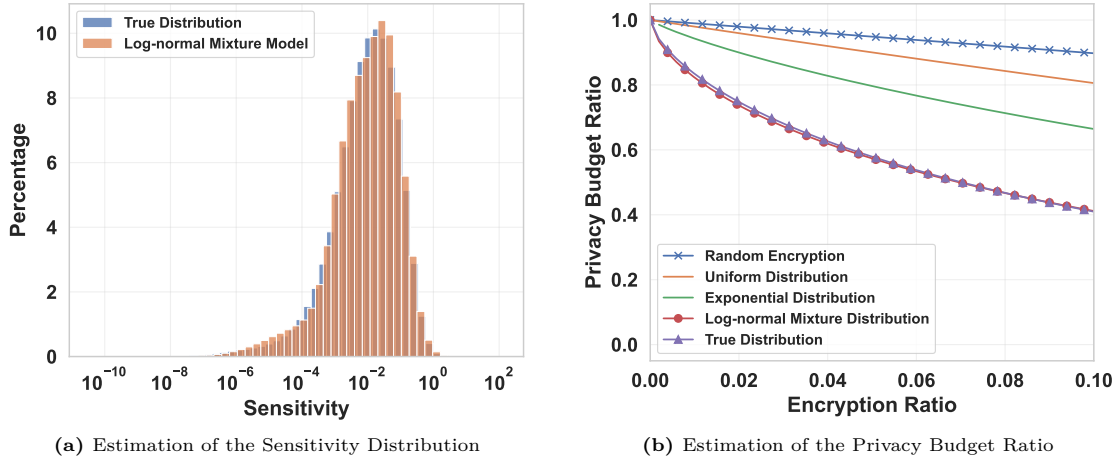 True Distribution
Log-normal Mixture Model
Percentage
10
8
6
4
2
0
10⁻¹⁰
10⁻⁸
10⁻⁶
10⁻⁴
10⁻²
10⁰
10²
Sensitivity
(a) Estimation of the Sensitivity Distribution
Privacy Budget Ratio
1.0
0.8
0.6
0.4
0.2
0.0
Random Encryption
Uniform Distribution
Exponential Distribution
Log-normal Mixture Distribution
True Distribution
0.00
0.02
0.04
0.06
0.08
0.10
Encryption Ratio
(b) Estimation of the Privacy Budget Ratio